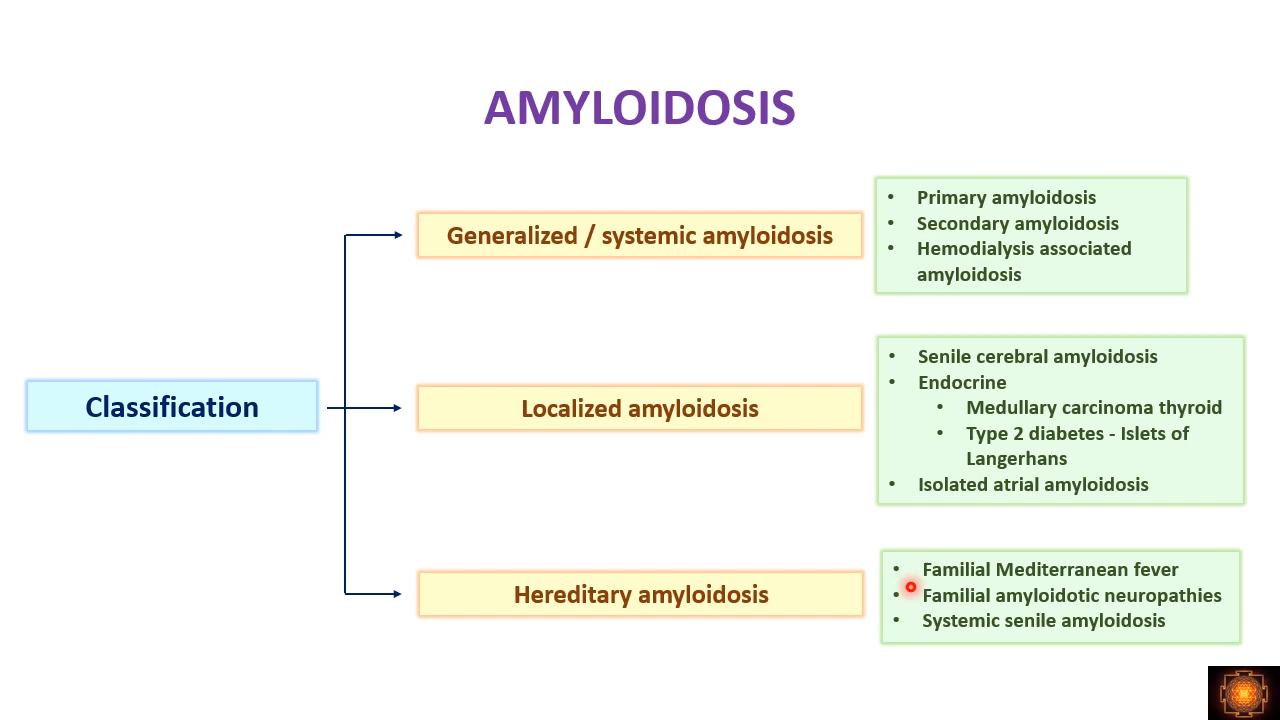 AMYLOIDOSIS
Classification
Generalized / systemic amyloidosis
• Primary amyloidosis
• Secondary amyloidosis
• Hemodialysis associated
amyloidosis
Localized amyloidosis
• Senile cerebral amyloidosis
• Endocrine
• Medullary carcinoma thyroid
• Type 2 diabetes - Islets of
Langerhans
• Isolated atrial amyloidosis
Hereditary amyloidosis
• Familial Mediterranean fever
• Familial amyloidotic neuropathies
• Systemic senile amyloidosis